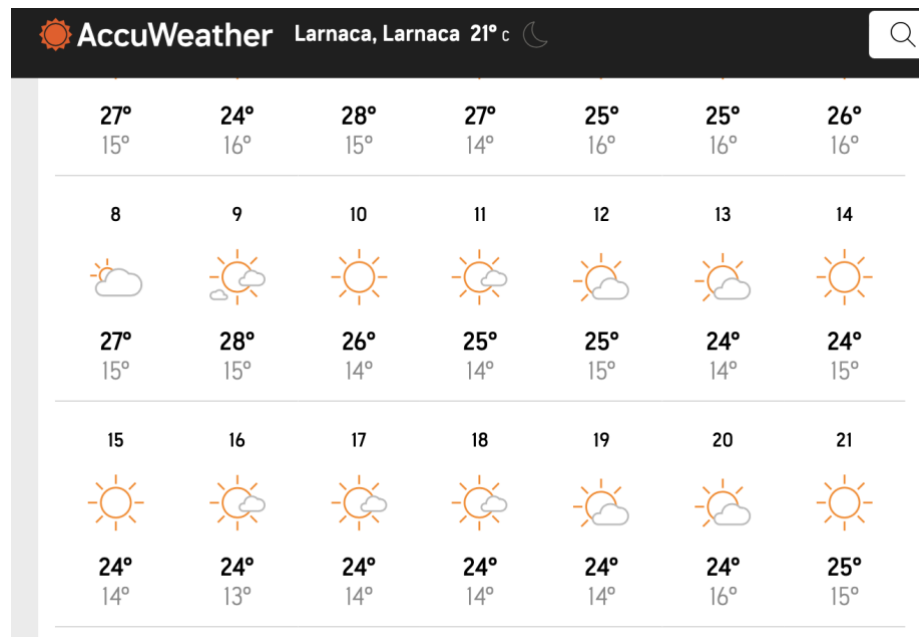 AccuWeather Larnaca, Larnaca 21° c
27° 24° 28° 27° 25° 25° 26°
15° 16° 15° 14° 16° 16° 16°
8 9 10 11 12 13 14
27° 28° 26° 25° 25° 24° 24°
15° 15° 14° 14° 15° 14° 15°
15 16 17 18 19 20 21
24° 24° 24° 24° 24° 24° 25°
14° 13° 14° 14° 14° 16° 15°